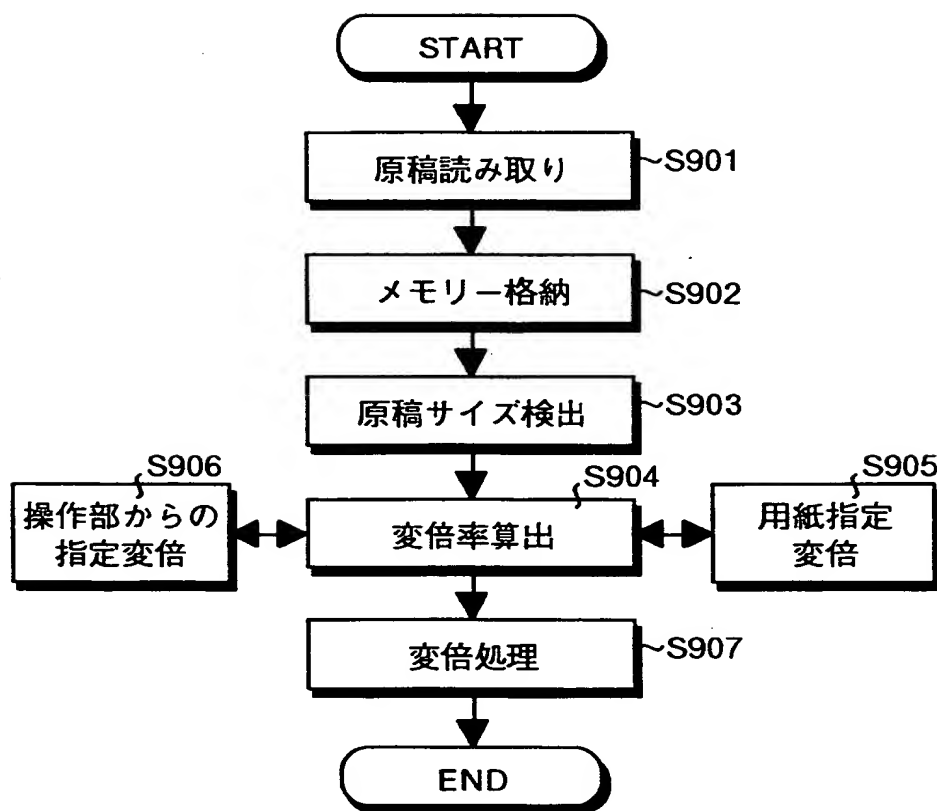 START
原稿読み取り
S901
メモリー格納
S902
原稿サイズ検出
S903
S906
操作部からの
指定変倍
S904
変倍率算出
S905
用紙指定
変倍
変倍処理
S907
END